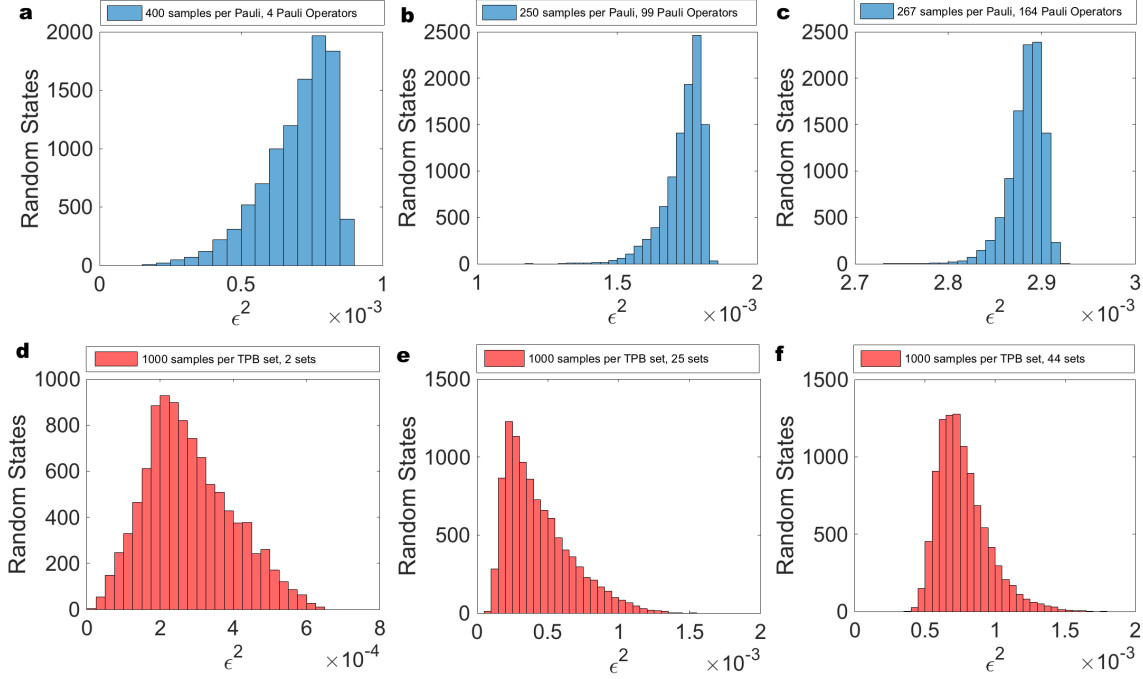 a
400 samples per Pauli, 4 Pauli Operators
2000
1500
1000
500
0
Random States
0
0.5
1
ϵ²
×10⁻³
b
250 samples per Pauli, 99 Pauli Operators
2500
2000
1500
1000
500
0
Random States
1
1.5
2
ϵ²
×10⁻³
c
267 samples per Pauli, 164 Pauli Operators
2500
2000
1500
1000
500
0
Random States
2.7
2.8
2.9
3
ϵ²
×10⁻³
d
1000 samples per TPB set, 2 sets
1000
800
600
400
200
0
Random States
0
2
4
6
8
ϵ²
×10⁻⁴
e
1000 samples per TPB set, 25 sets
1500
1000
500
0
Random States
0
0.5
1
1.5
2
ϵ²
×10⁻³
f
1000 samples per TPB set, 44 sets
1500
1000
500
0
Random States
0
0.5
1
1.5
2
ϵ²
×10⁻³